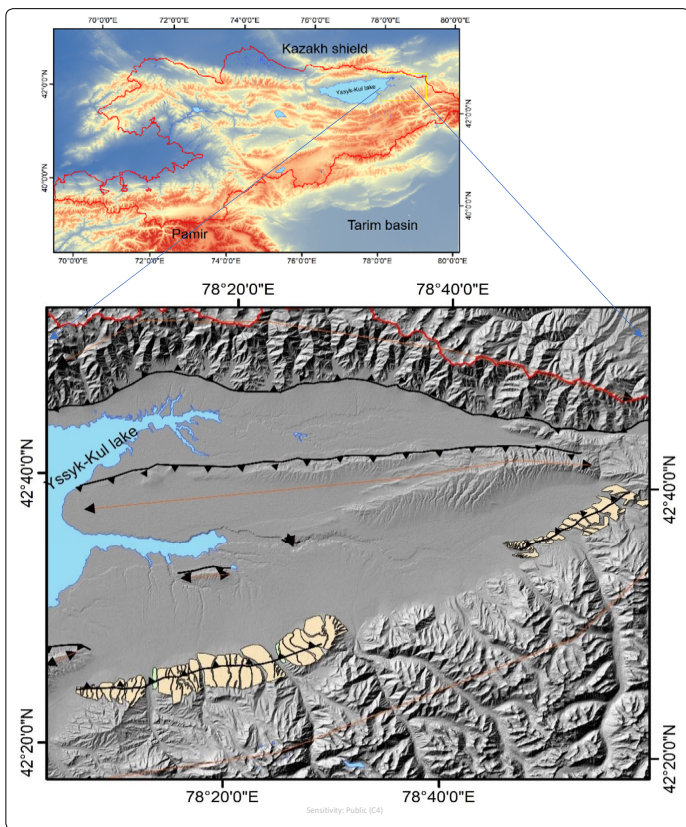 70°0'0"E 72°0'0"E 74°0'0"E 76°0'0"E 78°0'0"E 80°0'0"E
Kazakh shield
42°0'0"N
Yssyk-Kul lake
42°0'0"N
40°0'0"N
40°0'0"N
Tarim basin
Pamir
70°0'0"E 72°0'0"E 74°0'0"E 76°0'0"E 78°0'0"E 80°0'0"E
78°20'0"E 78°40'0"E
Yssyk-Kul lake
42°40'0"N
42°40'0"N
42°20'0"N
42°20'0"N
78°20'0"E 78°40'0"E
Sensitivity: Public (C4)